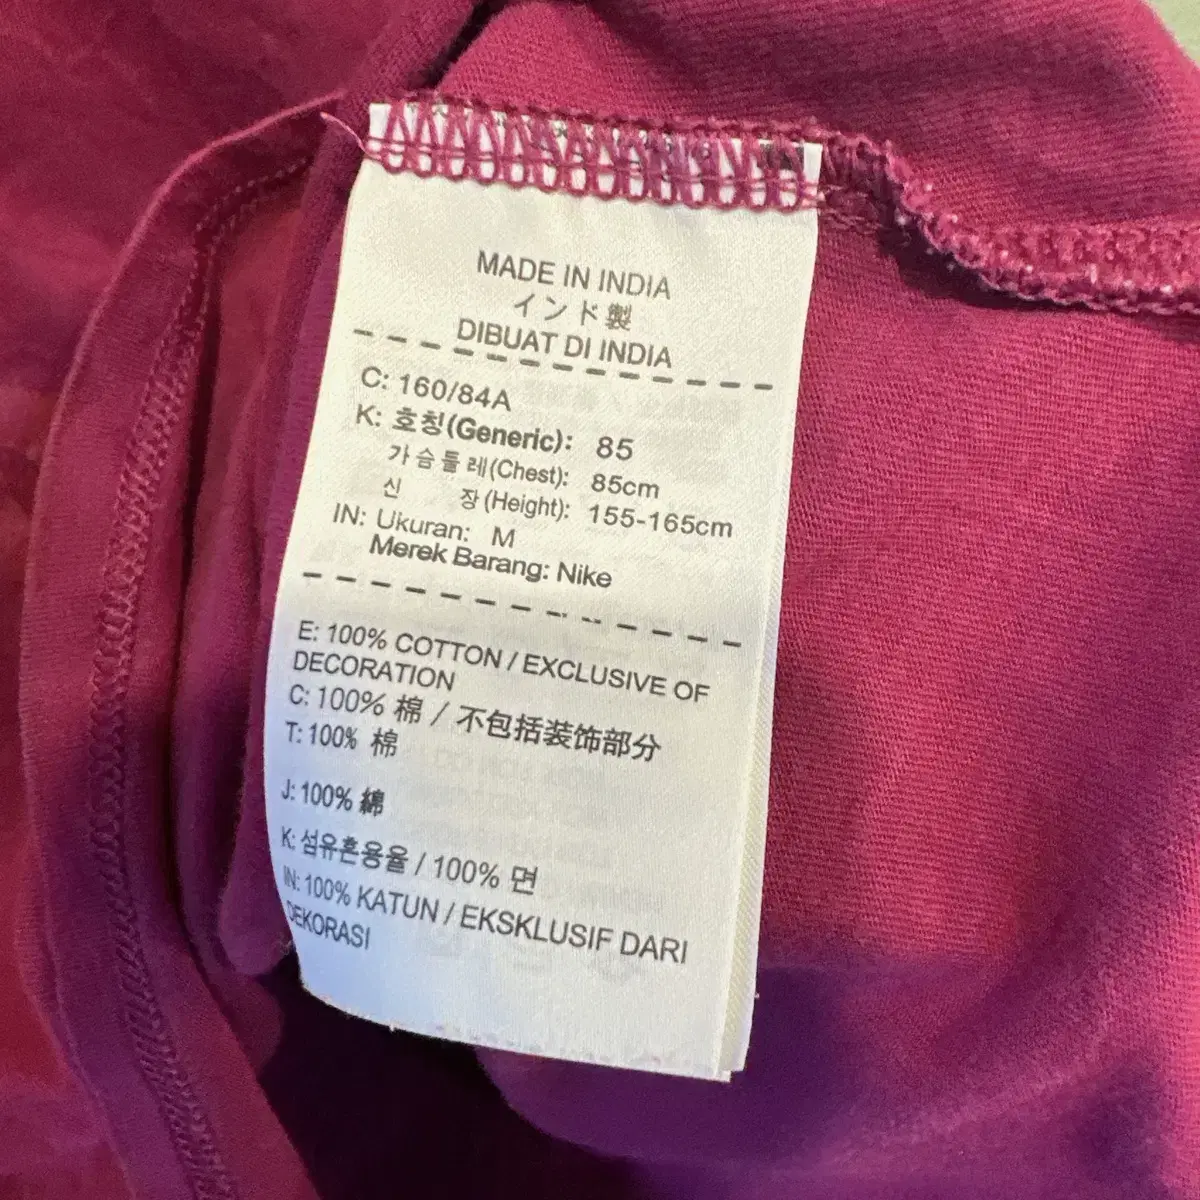 MADE IN INDIA
インド製
DIBUAT DI INDIA
C: 160/84A
K: 호칭(Generic): 85
가슴둘레(Chest): 85cm
신 장(Height): 155-165cm
IN: Ukuran: M
Merek Barang: Nike
E: 100% COTTON / EXCLUSIVE OF
DECORATION
C: 100% 棉 / 不包括装饰部分
T: 100% 棉
J: 100% 綿
K: 섬유혼용율 / 100% 면
IN: 100% KATUN / EKSKLUSIF DARI
DEKORASI